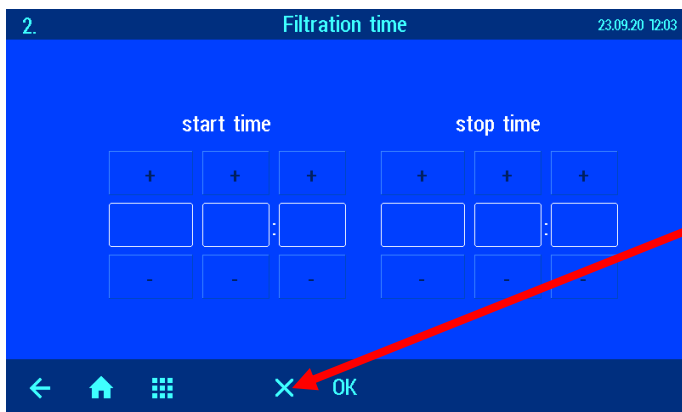 2. Filtration time 23.09.20 12:03
start time stop time
+ + + + + +
: :
- - - - - -
OK